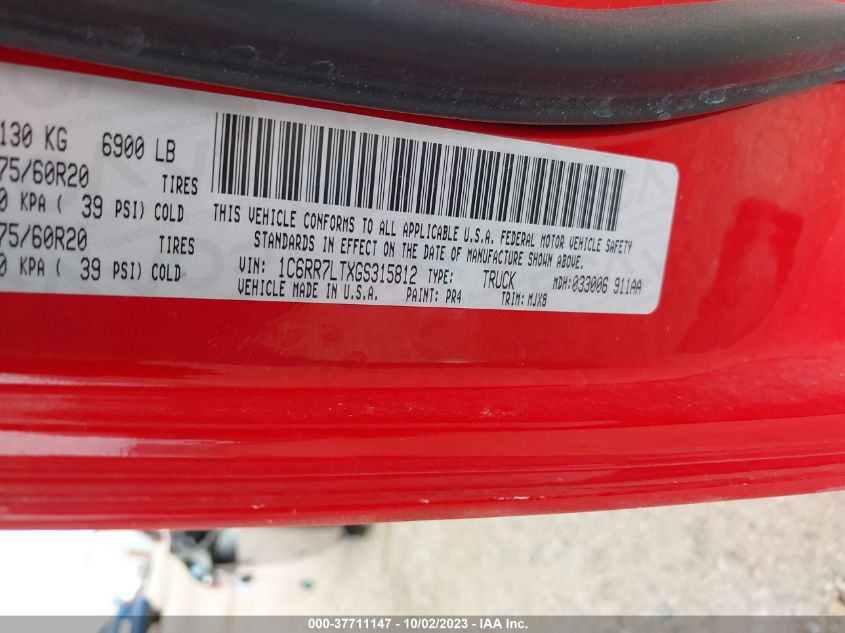 130 KG 6900 LB
75/60R20 TIRES
0 KPA ( 39 PSI) COLD
75/60R20 TIRES
0 KPA ( 39 PSI) COLD
THIS VEHICLE CONFORMS TO ALL APPLICABLE U.S.A. FEDERAL MOTOR VEHICLE SAFETY
STANDARDS IN EFFECT ON THE DATE OF MANUFACTURE SHOWN ABOVE.
VIN: 1C6RR7LTXGS315812 TYPE: TRUCK MDH:033006 911AA
VEHICLE MADE IN U.S.A. PAINT: PR4 TRIM: MJX8
000-37711147 - 10/02/2023 - IAA Inc.